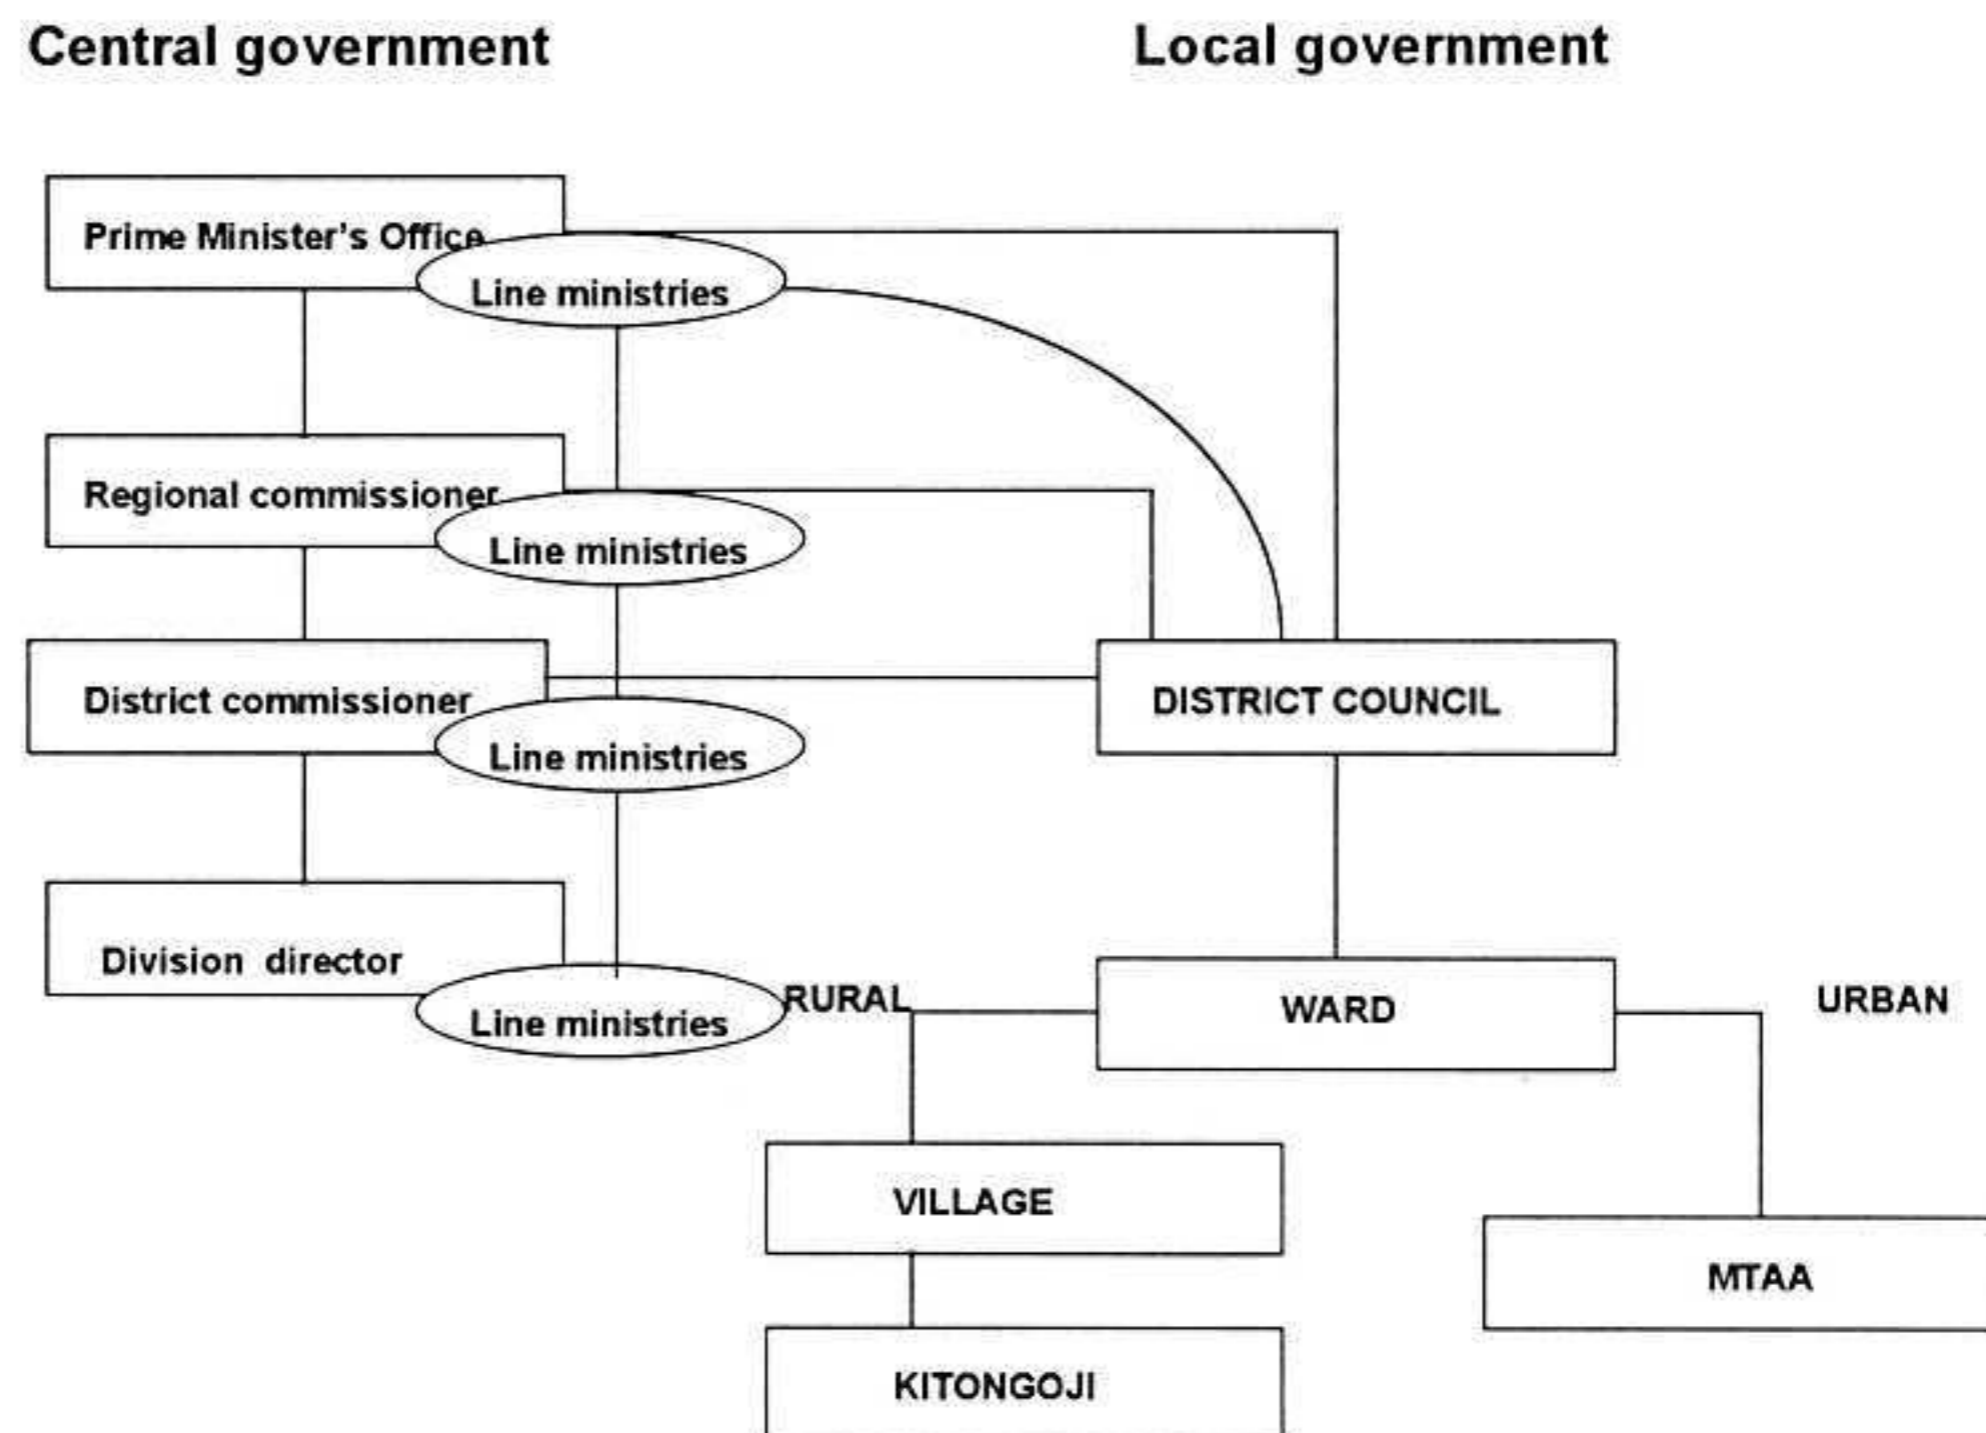 Central government
Local government
Prime Minister's Office
Line ministries
Regional commissioner
Line ministries
District commissioner
Line ministries
DISTRICT COUNCIL
Division director
Line ministries
RURAL
WARD
URBAN
VILLAGE
MTAA
KITONGOJI